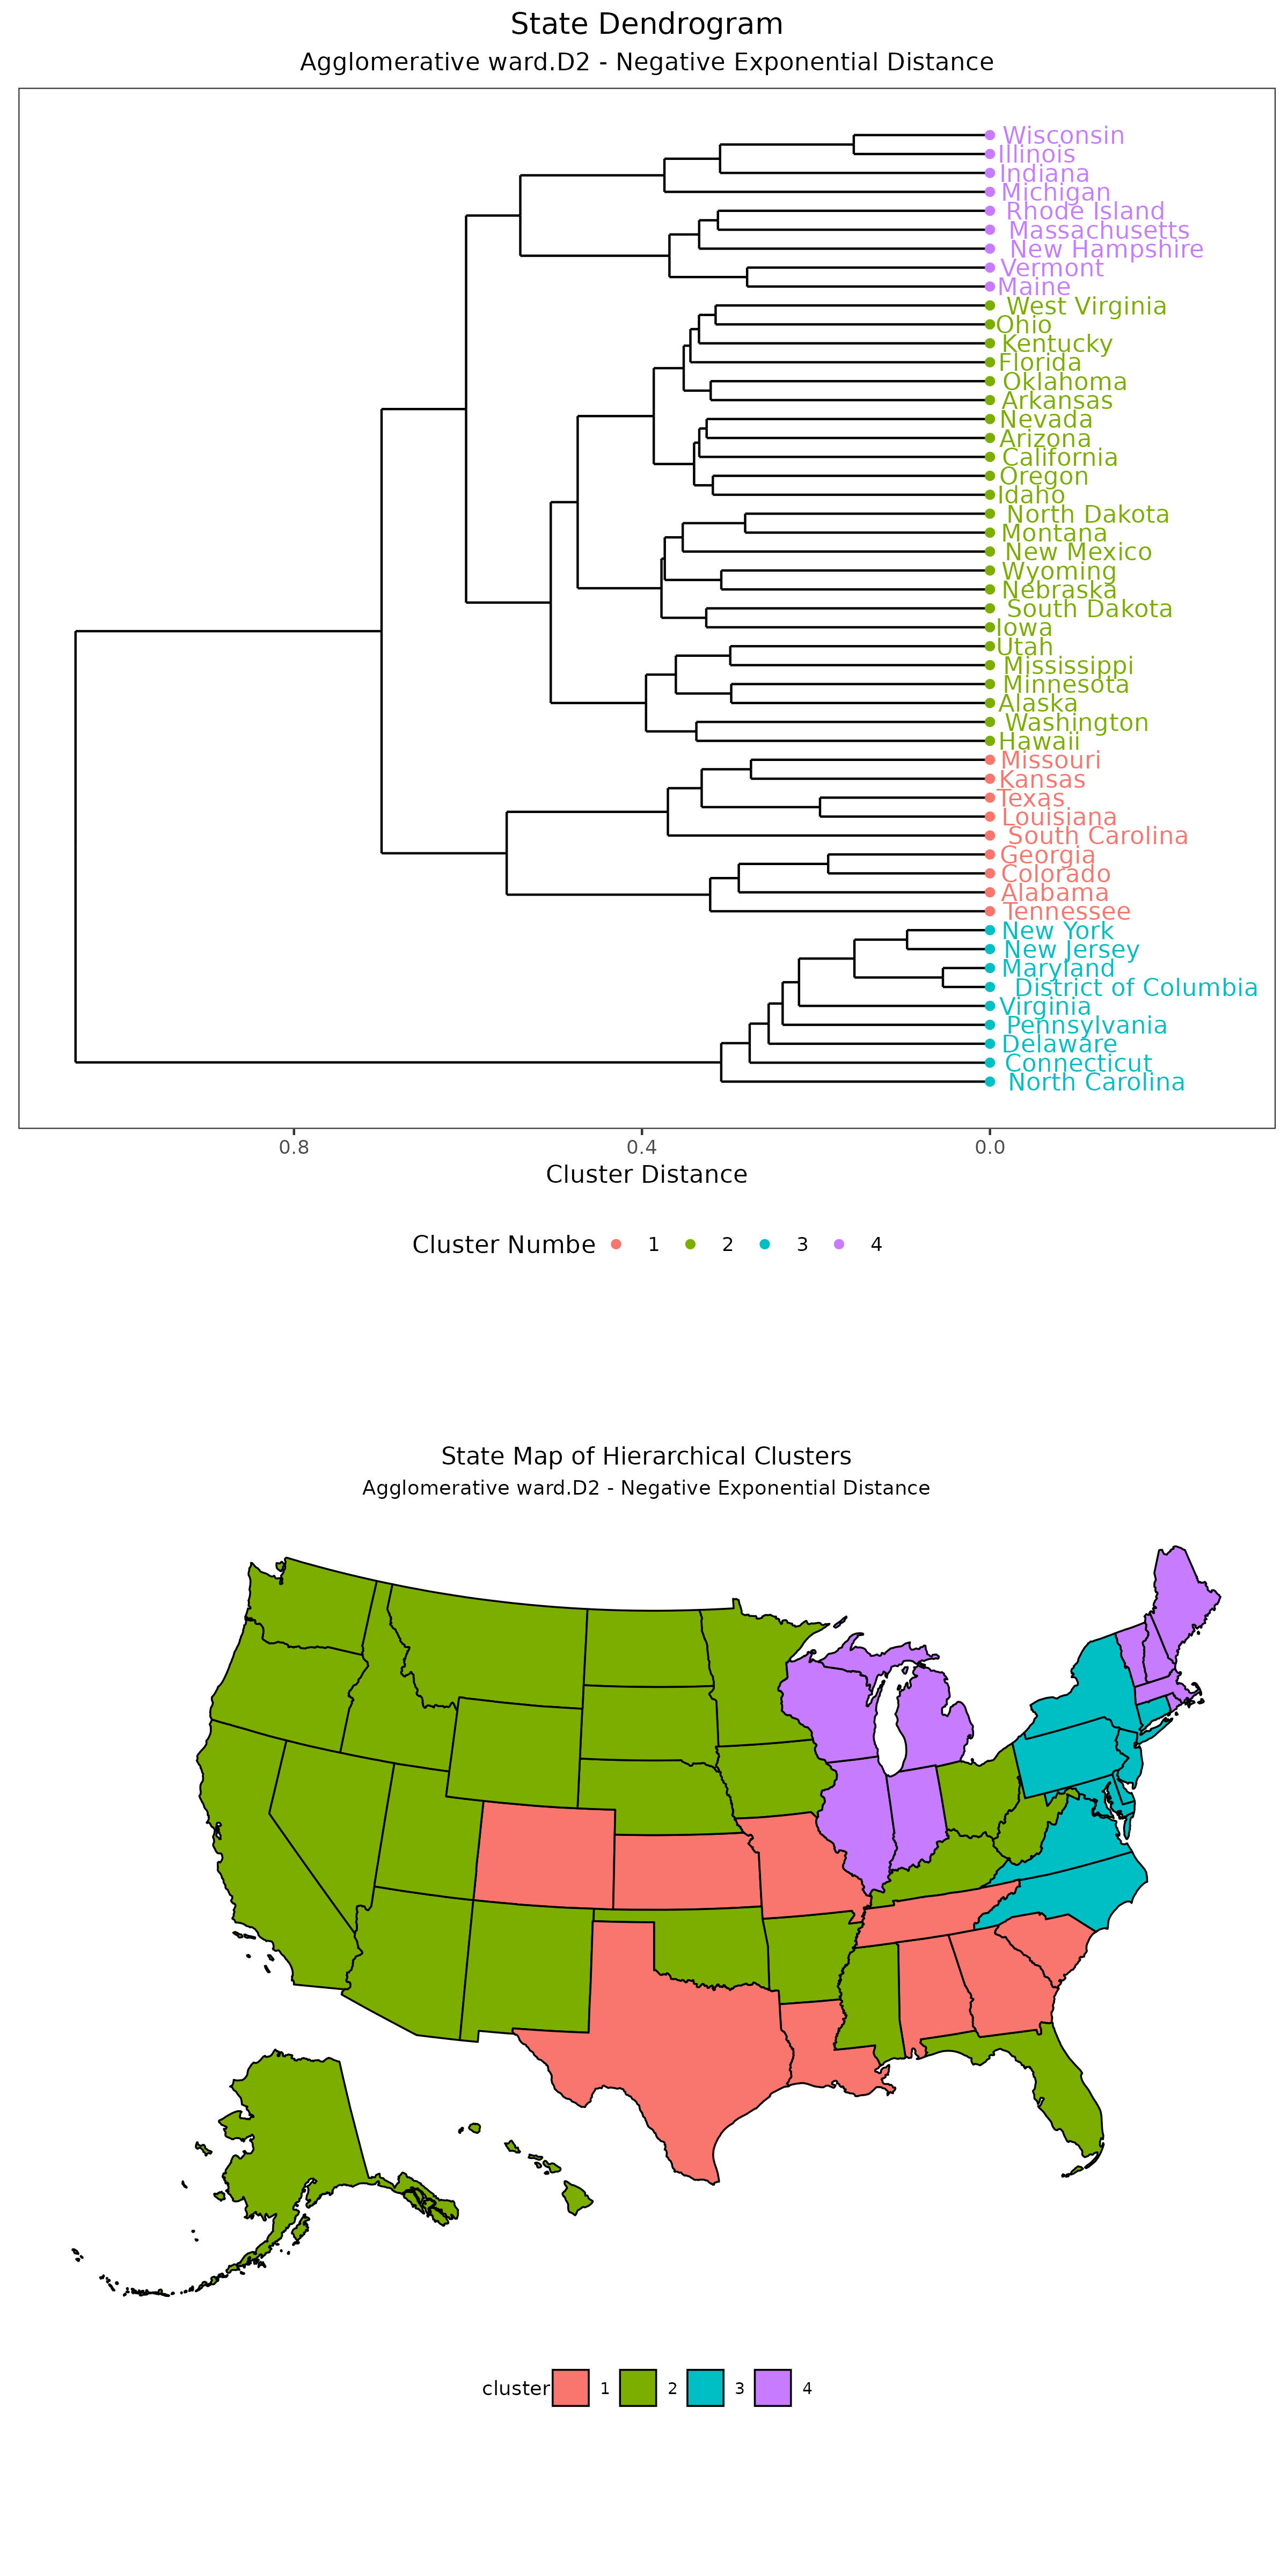 State Dendrogram
Agglomerative ward.D2 - Negative Exponential Distance
Wisconsin
Illinois
Indiana
Michigan
Rhode Island
Massachusetts
New Hampshire
Vermont
Maine
West Virginia
Ohio
Kentucky
Florida
Oklahoma
Arkansas
Nevada
Arizona
California
Oregon
Idaho
North Dakota
Montana
New Mexico
Wyoming
Nebraska
South Dakota
Iowa
Utah
Mississippi
Minnesota
Alaska
Washington
Hawaii
Missouri
Kansas
Texas
Louisiana
South Carolina
Georgia
Colorado
Alabama
Tennessee
New York
New Jersey
Maryland
District of Columbia
Virginia
Pennsylvania
Delaware
Connecticut
North Carolina
0.8 0.4 0.0
Cluster Distance
Cluster Numbe 1 2 3 4
State Map of Hierarchical Clusters
Agglomerative ward.D2 - Negative Exponential Distance
cluster 1 2 3 4